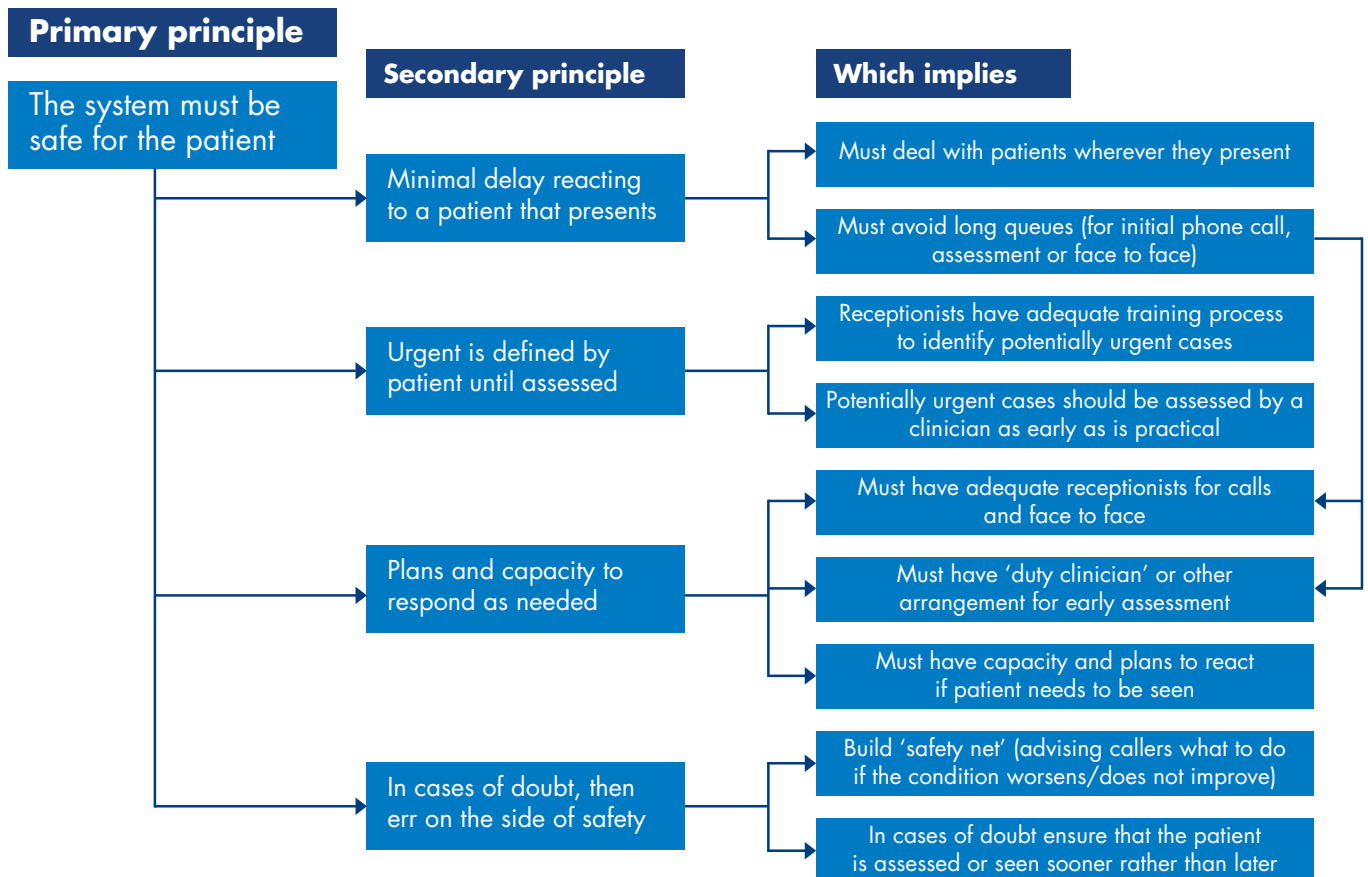 Primary principle
The system must be
safe for the patient
Secondary principle
Minimal delay reacting
to a patient that presents
Urgent is defined by
patient until assessed
Plans and capacity to
respond as needed
In cases of doubt, then
err on the side of safety
Which implies
Must deal with patients wherever they present
Must avoid long queues (for initial phone call,
assessment or face to face)
Receptionists have adequate training process
to identify potentially urgent cases
Potentially urgent cases should be assessed by a
clinician as early as is practical
Must have adequate receptionists for calls
and face to face
Must have ‘duty clinician’ or other
arrangement for early assessment
Must have capacity and plans to react
if patient needs to be seen
Build ‘safety net’ (advising callers what to do
if the condition worsens/does not improve)
In cases of doubt ensure that the patient
is assessed or seen sooner rather than later